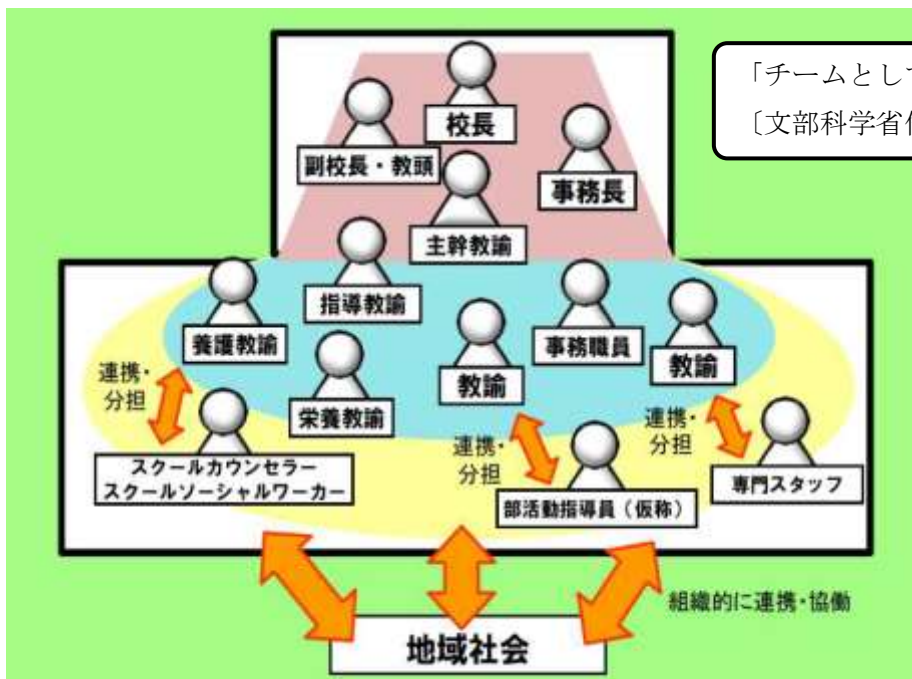 「チームとして
〔文部科学省
校長
副校長・教頭
事務長
主幹教諭
指導教諭
養護教諭
事務職員
教諭
教諭
栄養教諭
連携・
分担
連携・
分担
連携・
分担
スクールカウンセラー
スクールソーシャルワーカー
部活動指導員（仮称）
専門スタッフ
組織的に連携・協働
地域社会